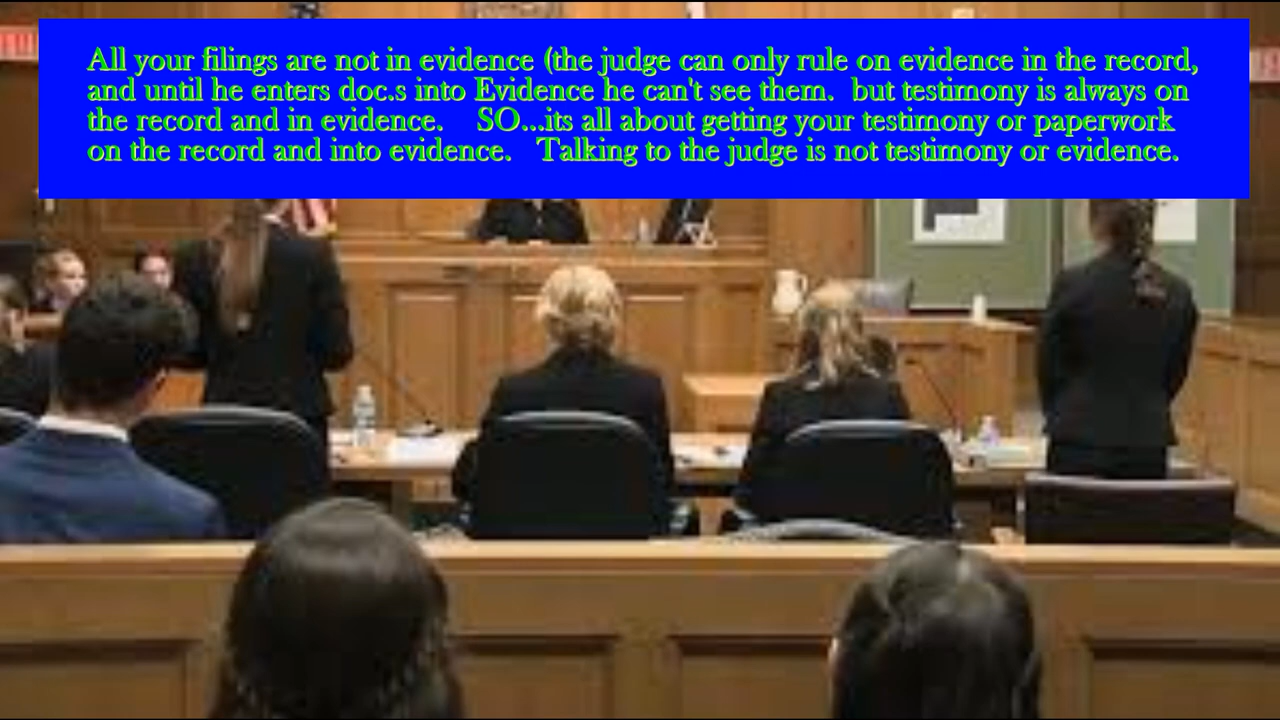 All your filings are not in evidence (the judge can only rule on evidence in the record,
and until he enters doc.s into Evidence he can't see them.  but testimony is always on
the record and in evidence.    SO...its all about getting your testimony or paperwork
on the record and into evidence.   Talking to the judge is not testimony or evidence.